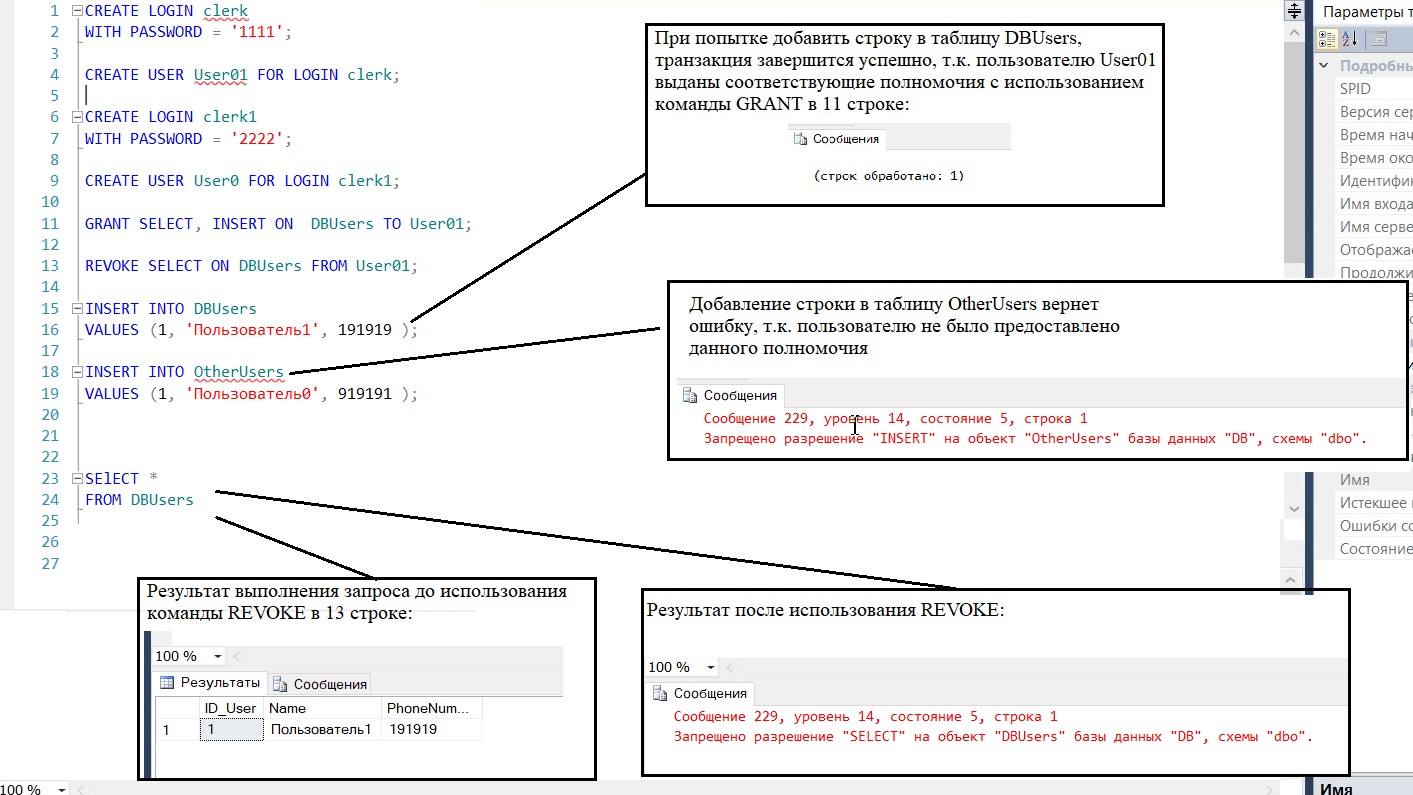 1 CREATE LOGIN clerk
2 WITH PASSWORD = '1111';
3
4 CREATE USER User01 FOR LOGIN clerk;
5
6 CREATE LOGIN clerk1
7 WITH PASSWORD = '2222';
8
9 CREATE USER User0 FOR LOGIN clerk1;
10
11 GRANT SELECT, INSERT ON DBUsers TO User01;
12
13 REVOKE SELECT ON DBUsers FROM User01;
14
15 INSERT INTO DBUsers
16 VALUES (1, 'Пользователь1', 191919 );
17
18 INSERT INTO OtherUsers
19 VALUES (1, 'Пользователь0', 919191 );
20
21
22
23 SElECT *
24 FROM DBUsers
25
26
27
При попытке добавить строку в таблицу DBUsers,
транзакция завершится успешно, т.к. пользователю User01
выданы соответствующие полномочия с использованием
команды GRANT в 11 строке:
Сообщения
(строк обработано: 1)
Добавление строки в таблицу OtherUsers вернет
ошибку, т.к. пользователю не было предоставлено
данного полномочия
Сообщения
Сообщение 229, уровень 14, состояние 5, строка 1
Запрещено разрешение "INSERT" на объект "OtherUsers" базы данных "DB", схемы "dbo".
Результат выполнения запроса до использования
команды REVOKE в 13 строке:
100 %
Результаты Сообщения
ID_User Name PhoneNum...
1 1 Пользователь1 191919
Результат после использования REVOKE:
100 %
Сообщения
Сообщение 229, уровень 14, состояние 5, строка 1
Запрещено разрешение "SELECT" на объект "DBUsers" базы данных "DB", схемы "dbo".
100 %
Параметры т
Подробны
SPID
Версия сер
Время нач
Время око
Идентифик
Имя входа
Имя серве
Отображае
Продолжи
Имя
Истекшее
Ошибки со
Состояние
Имя